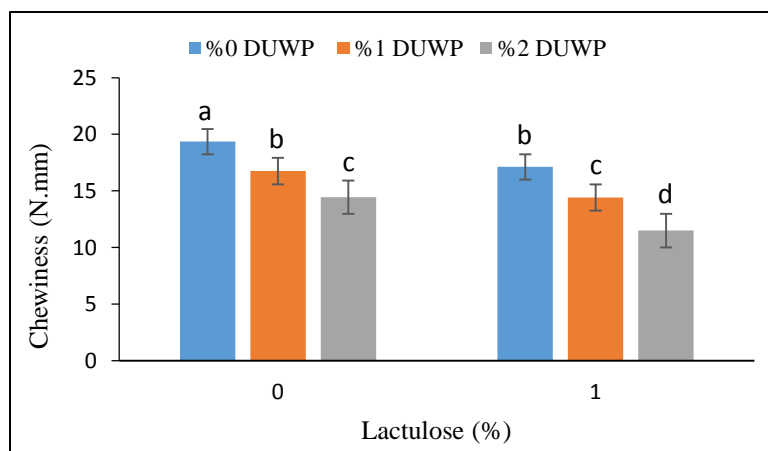 %0 DUWP %1 DUWP %2 DUWP
25
20
15
10
5
0
Chewiness (N.mm)
a
b
c
b
c
d
0 1
Lactulose (%)